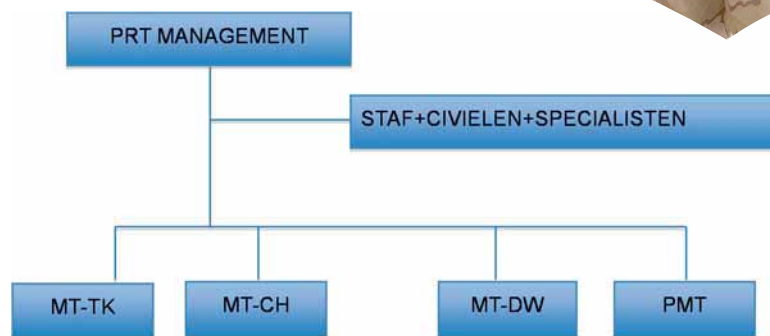 PRT MANAGEMENT
STAF+CIVIELEN+SPECIALISTEN
MT-TK
MT-CH
MT-DW
PMT